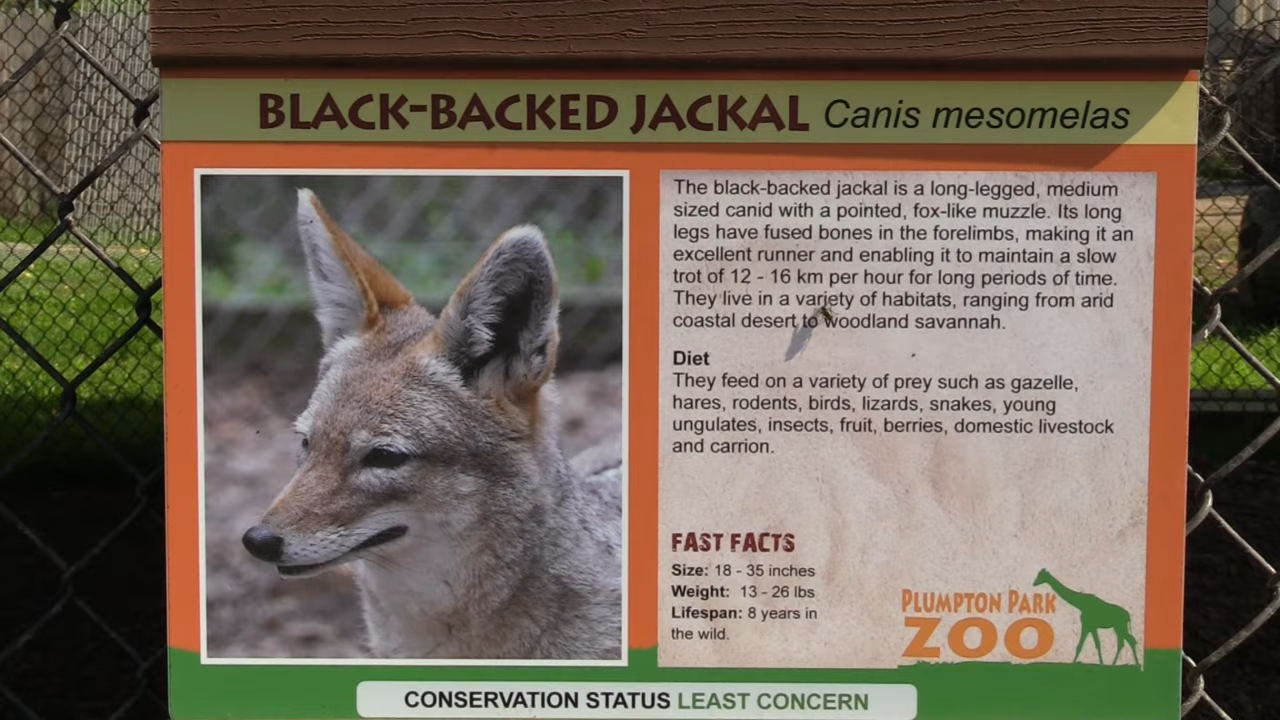 BLACK-BACKED JACKAL Canis mesomelas
The black-backed jackal is a long-legged, medium
sized canid with a pointed, fox-like muzzle. Its long
legs have fused bones in the forelimbs, making it an
excellent runner and enabling it to maintain a slow
trot of 12 - 16 km per hour for long periods of time.
They live in a variety of habitats, ranging from arid
coastal desert to woodland savannah.
Diet
They feed on a variety of prey such as gazelle,
hares, rodents, birds, lizards, snakes, young
ungulates, insects, fruit, berries, domestic livestock
and carrion.
FAST FACTS
Size: 18 - 35 inches
Weight: 13 - 26 lbs
Lifespan: 8 years in
the wild.
PLUMPTON PARK
ZOO
CONSERVATION STATUS LEAST CONCERN